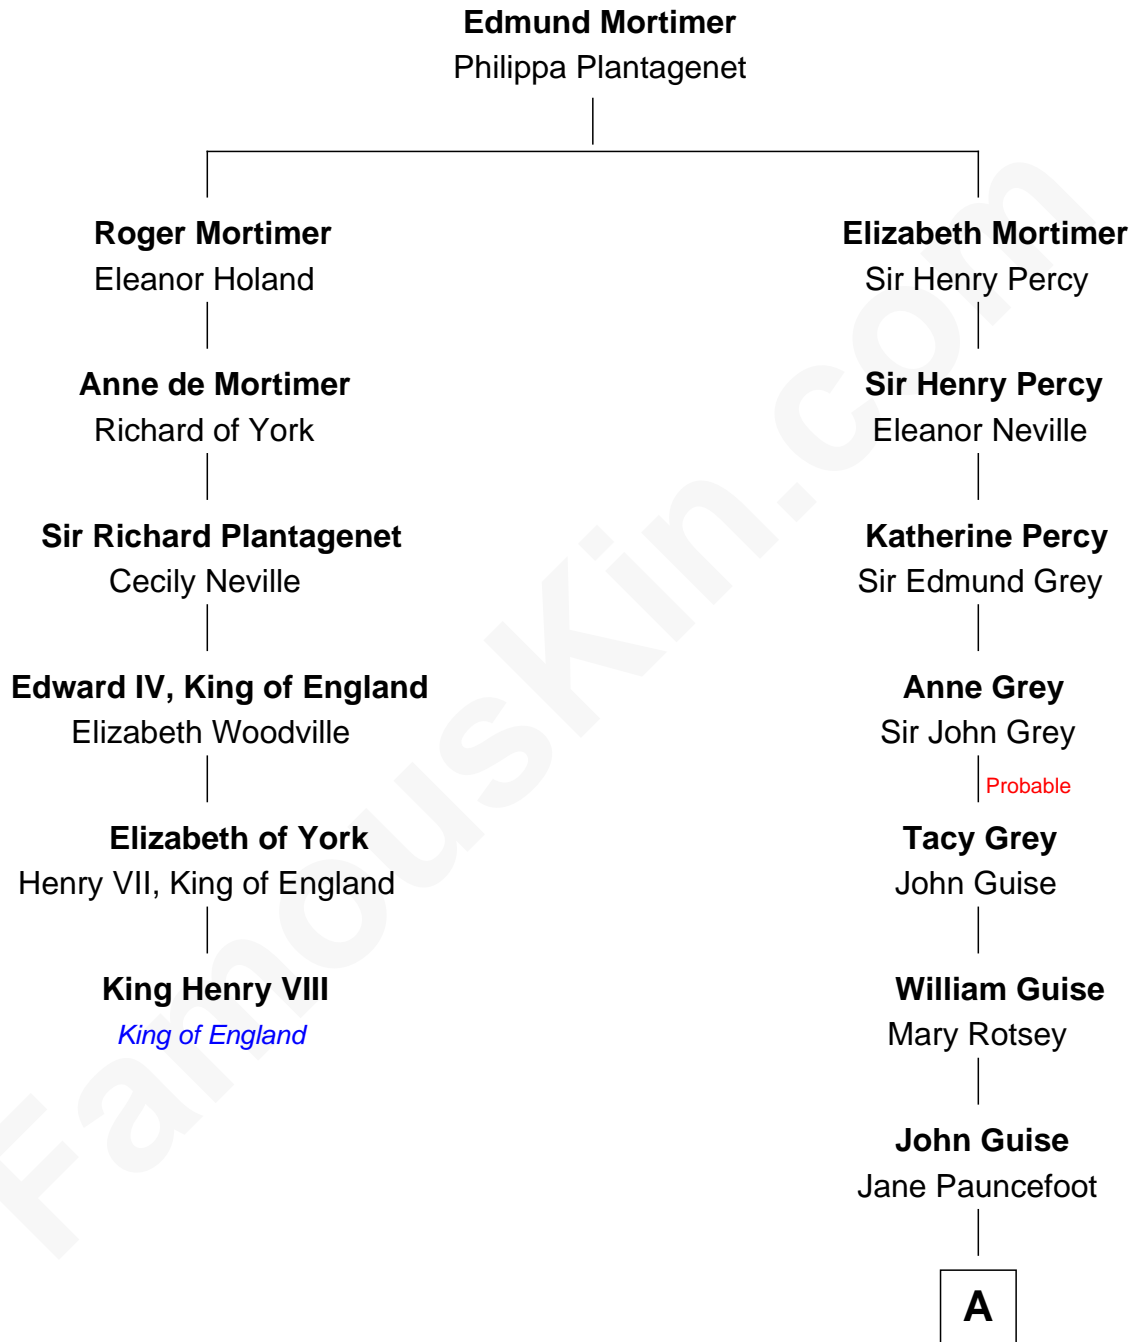 Edmund Mortimer
Philippa Plantagenet
Roger Mortimer
Eleanor Holand
Anne de Mortimer
Richard of York
Sir Richard Plantagenet
Cecily Neville
Edward IV, King of England
Elizabeth Woodville
Elizabeth of York
Henry VII, King of England
King Henry VIII
King of England
Elizabeth Mortimer
Sir Henry Percy
Sir Henry Percy
Eleanor Neville
Katherine Percy
Sir Edmund Grey
Anne Grey
Sir John Grey
Probable
Tacy Grey
John Guise
William Guise
Mary Rotsey
John Guise
Jane Pauncefoot
A
FamousKin.com